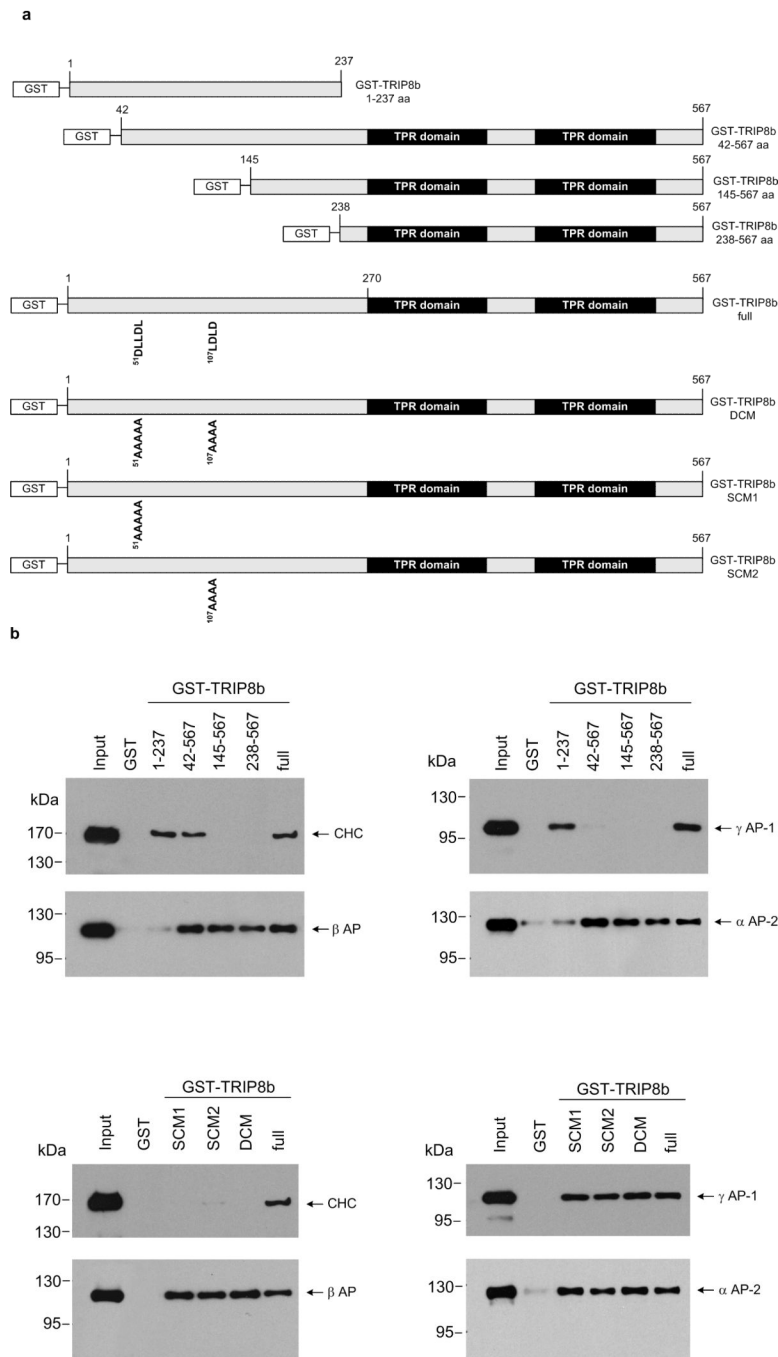 a
1
237
GST
GST-TRIP8b
1-237 aa
42
567
GST
TPR domain
TPR domain
GST-TRIP8b
42-567 aa
145
567
GST
TPR domain
TPR domain
GST-TRIP8b
145-567 aa
238
567
GST
TPR domain
TPR domain
GST-TRIP8b
238-567 aa
1
270
567
GST
TPR domain
TPR domain
GST-TRIP8b
full
51DLLDL
107LDLD
1
567
GST
TPR domain
TPR domain
GST-TRIP8b
DCM
51AAAAA
107AAAA
1
567
GST
TPR domain
TPR domain
GST-TRIP8b
SCM1
51AAAAA
1
567
GST
TPR domain
TPR domain
GST-TRIP8b
SCM2
107AAAA
b
GST-TRIP8b
Input
GST
1-237
42-567
145-567
238-567
full
kDa
170
130
CHC
130
95
β AP
GST-TRIP8b
Input
GST
1-237
42-567
145-567
238-567
full
kDa
130
95
γ AP-1
130
95
α AP-2
GST-TRIP8b
Input
GST
SCM1
SCM2
DCM
full
kDa
170
130
CHC
130
95
β AP
GST-TRIP8b
Input
GST
SCM1
SCM2
DCM
full
kDa
130
95
γ AP-1
130
95
α AP-2